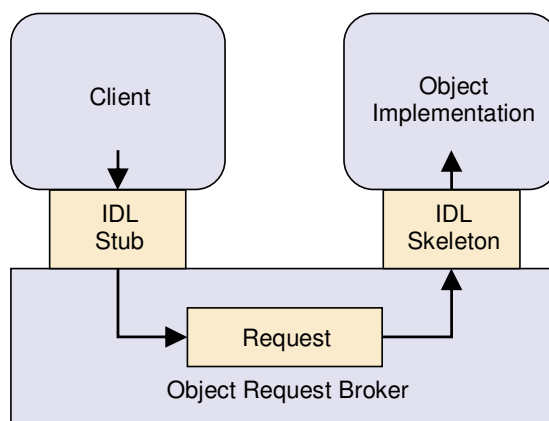 Client
Object
Implementation
IDL
Stub
IDL
Skeleton
Request
Object Request Broker